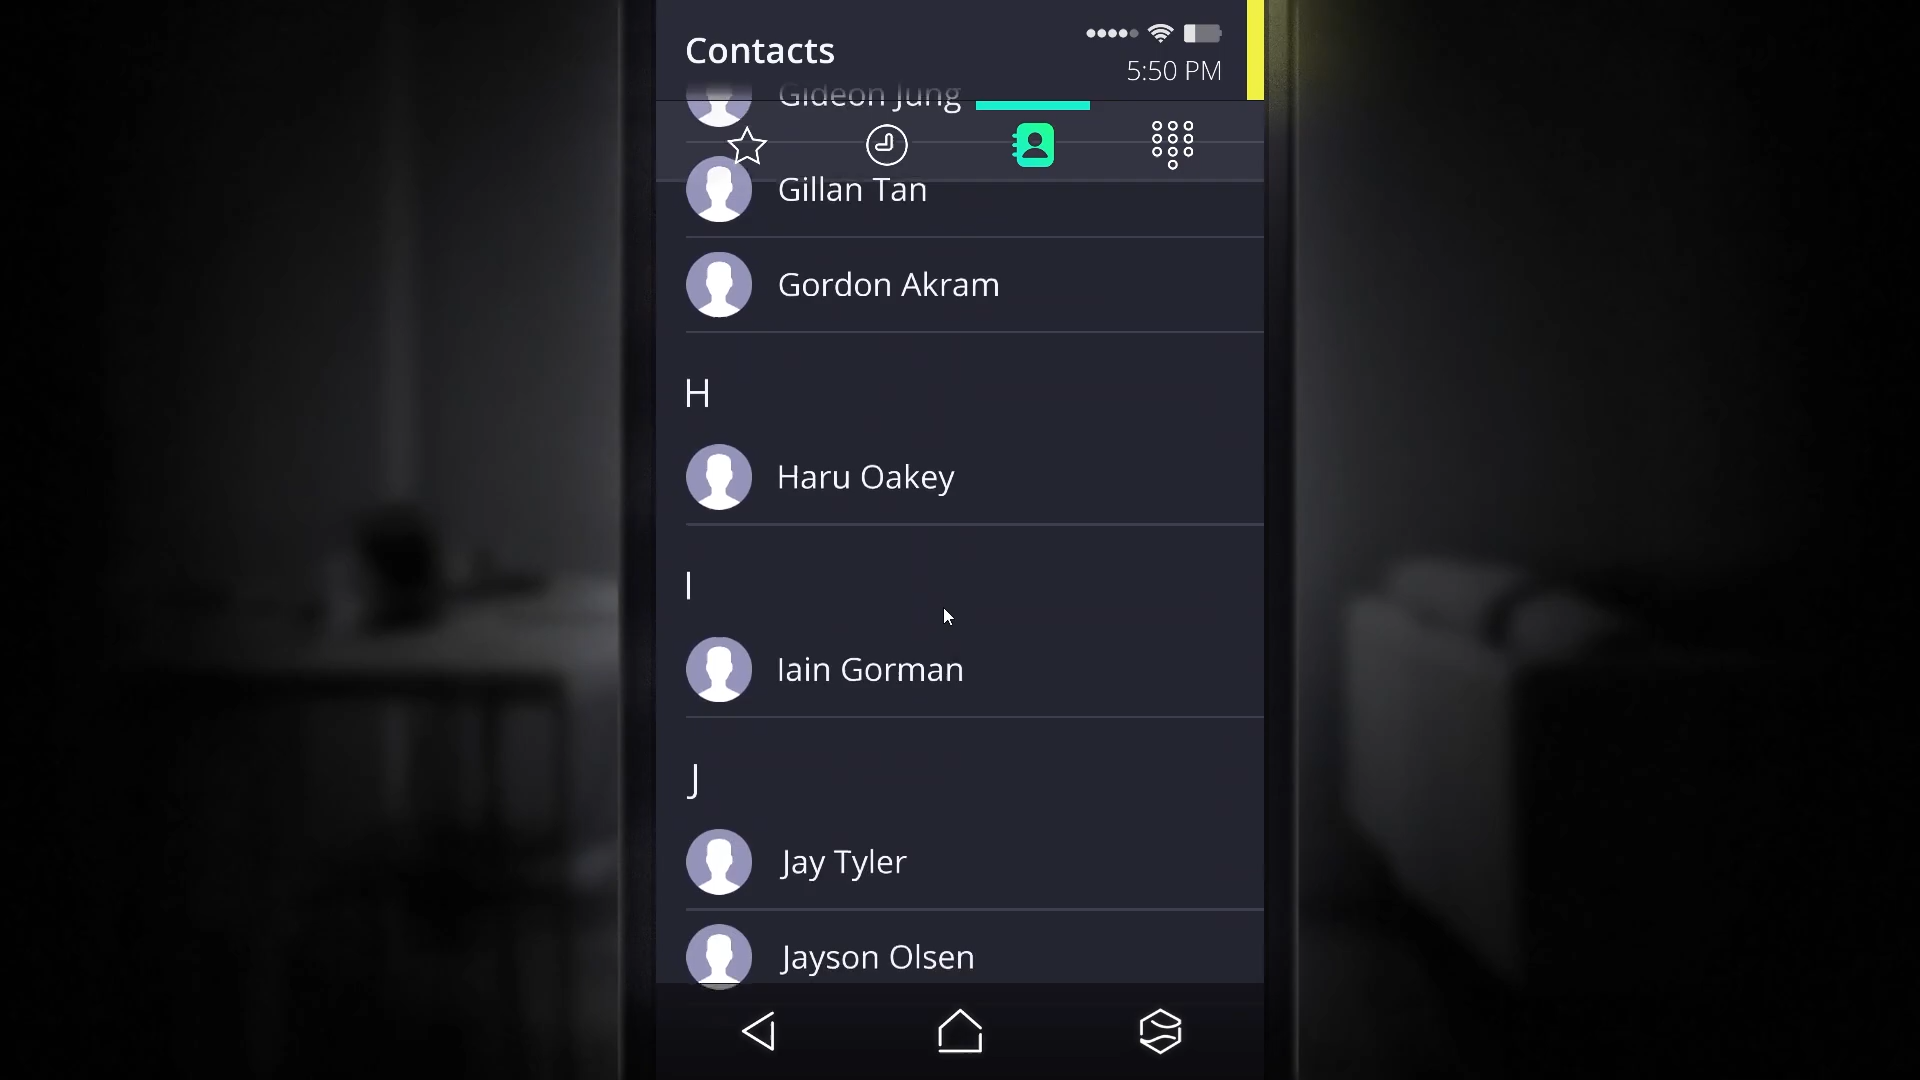 Contacts
5:50 PM
Gideon Jung
Gillan Tan
Gordon Akram
H
Haru Oakey
I
Iain Gorman
J
Jay Tyler
Jayson Olsen